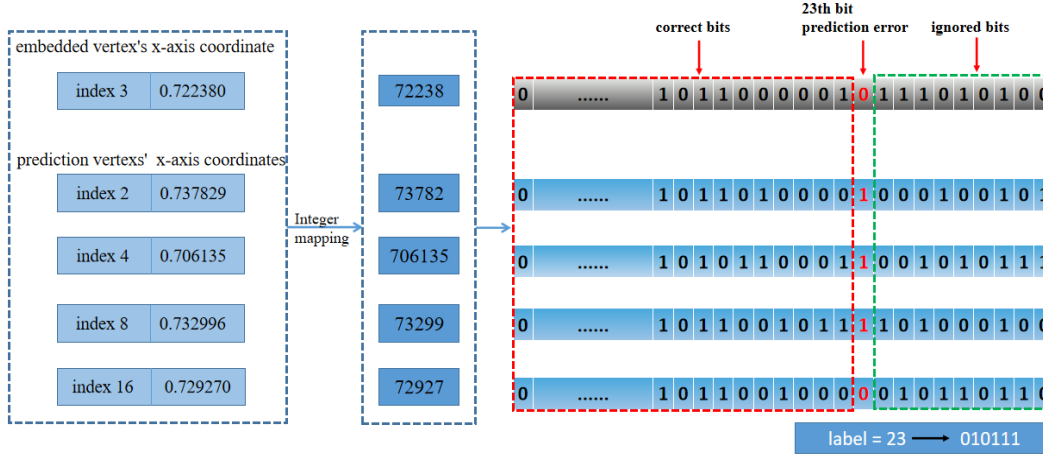 23th bit
correct bits prediction error ignored bits
embedded vertex's x-axis coordinate
index 3 0.722380 72238 0 ...... 1 0 1 1 0 0 0 0 0 1 0 1 1 1 0 1 0 1 0 0
prediction vertexs' x-axis coordinates
index 2 0.737829 73782 0 ...... 1 0 1 1 0 1 0 0 0 0 1 0 0 0 1 0 0 1 0 1
Integer
mapping
index 4 0.706135 706135 0 ...... 1 0 1 0 1 1 0 0 0 1 1 0 0 1 0 1 0 1 1 1
index 8 0.732996 73299 0 ...... 1 0 1 1 0 0 1 0 1 1 1 1 0 1 0 0 0 1 0 0
index 16 0.729270 72927 0 ...... 1 0 1 1 0 0 1 0 0 0 0 0 1 0 1 1 0 1 1 0
label = 23 010111